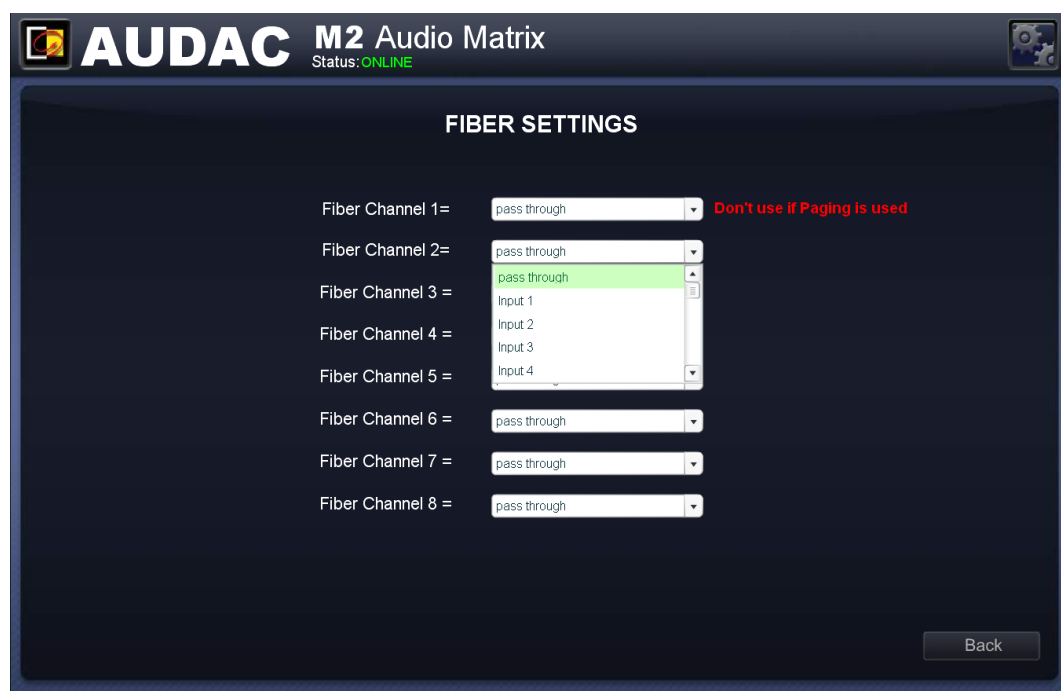 AUDAC M2 Audio Matrix
Status: ONLINE
FIBER SETTINGS
Fiber Channel 1= pass through Don't use if Paging is used
Fiber Channel 2= pass through
pass through
Fiber Channel 3 = Input 1
Input 2
Fiber Channel 4 = Input 3
Fiber Channel 5 = Input 4
Fiber Channel 6 = pass through
Fiber Channel 7 = pass through
Fiber Channel 8 = pass through
Back